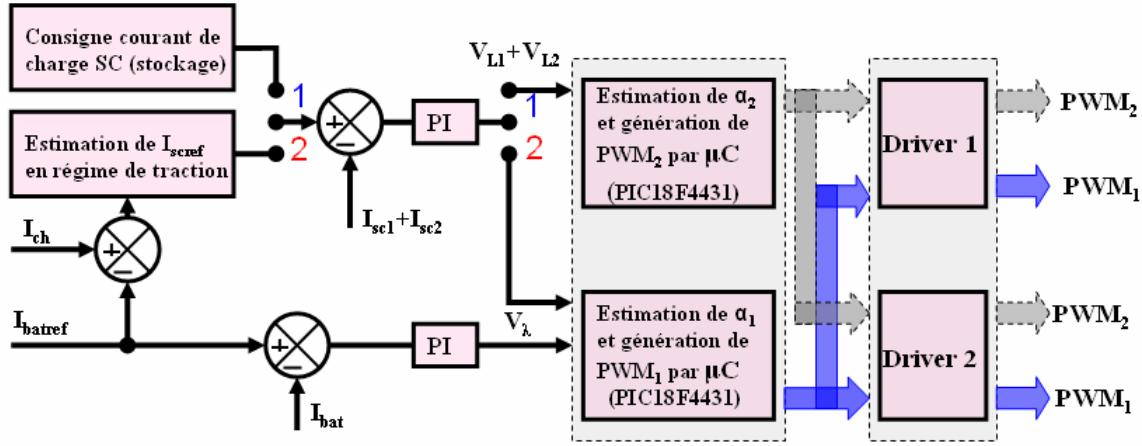 Consigne courant de
charge SC (stockage)
Estimation de Iscref
en régime de traction
1
2
+
−
PI
Isc1+Isc2
VL1+VL2
1
2
Estimation de α2
et génération de
PWM2 par μC
(PIC18F4431)
Driver 1
PWM2
PWM1
Ich
+
−
Ibatref
+
−
Ibat
PI
Vλ
Estimation de α1
et génération de
PWM1 par μC
(PIC18F4431)
Driver 2
PWM2
PWM1